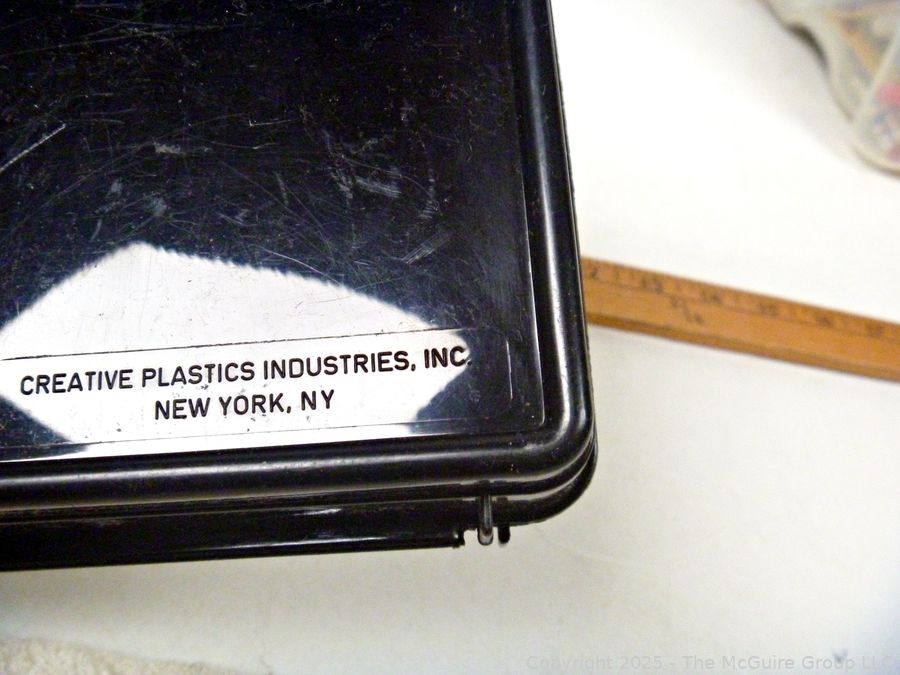 CREATIVE PLASTICS INDUSTRIES, INC.
NEW YORK, NY
Copyright 2025 - The McGuire Group LLC